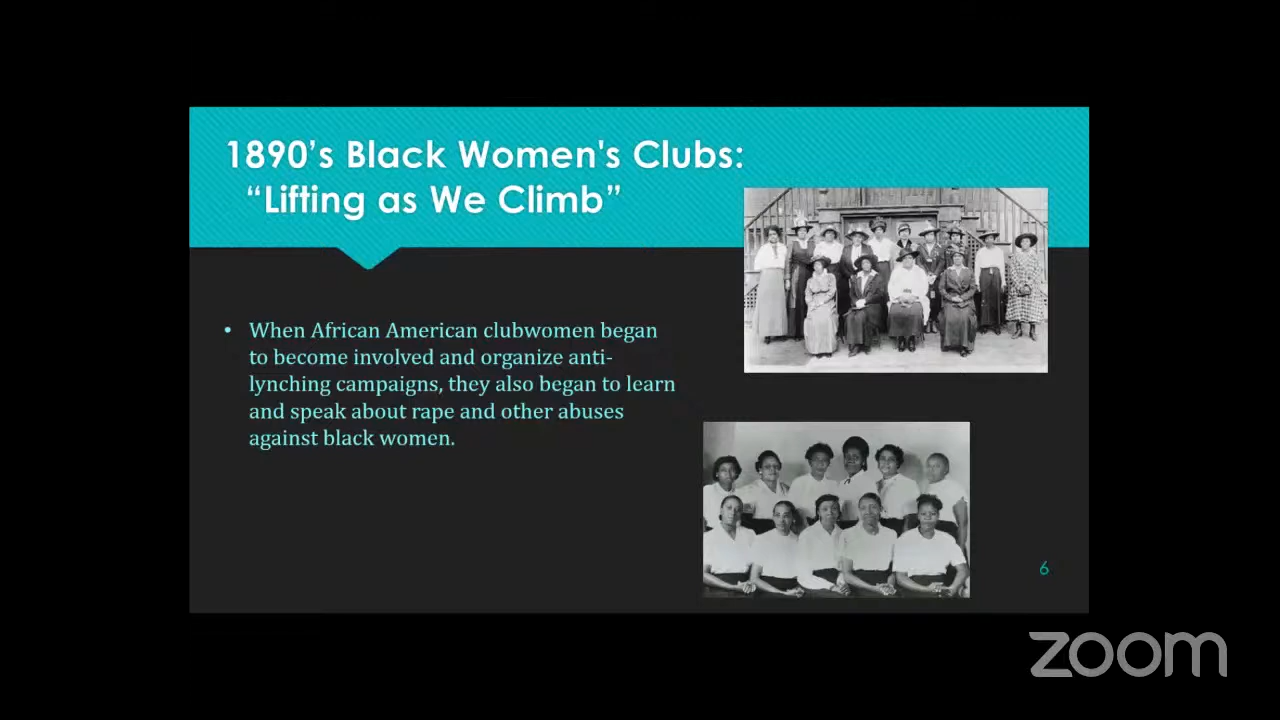 1890’s Black Women's Clubs:
“Lifting as We Climb”
• When African American clubwomen began
to become involved and organize anti-
lynching campaigns, they also began to learn
and speak about rape and other abuses
against black women.
6
zoom